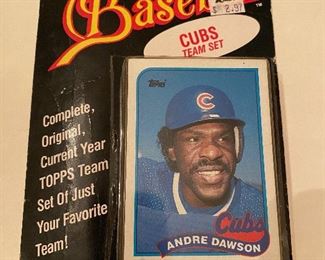 Baseb
$2.97
CUBS
TEAM SET
TM
Complete,
Original,
Current Year
TOPPS Team
Set Of Just
Your Favorite
Team!
TOPPS
C
Cubs
ANDRE DAWSON